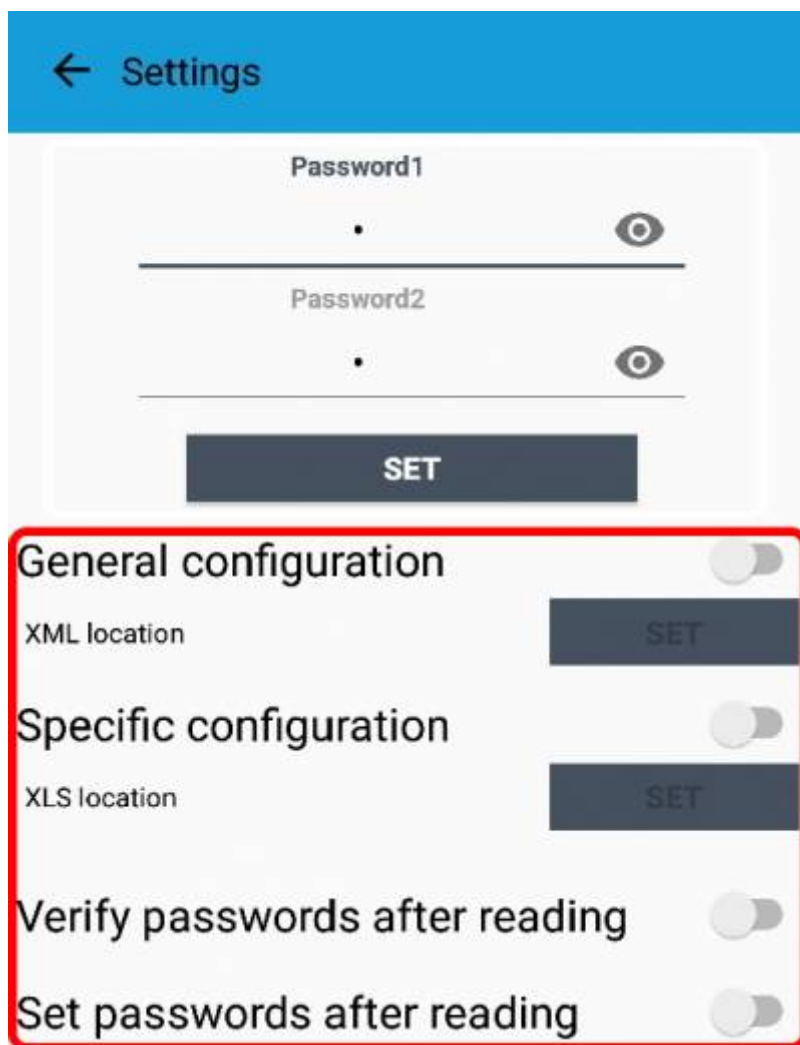 Settings
Password1
•
Password2
•
SET
General configuration
XML location
SET
Specific configuration
XLS location
SET
Verify passwords after reading
Set passwords after reading